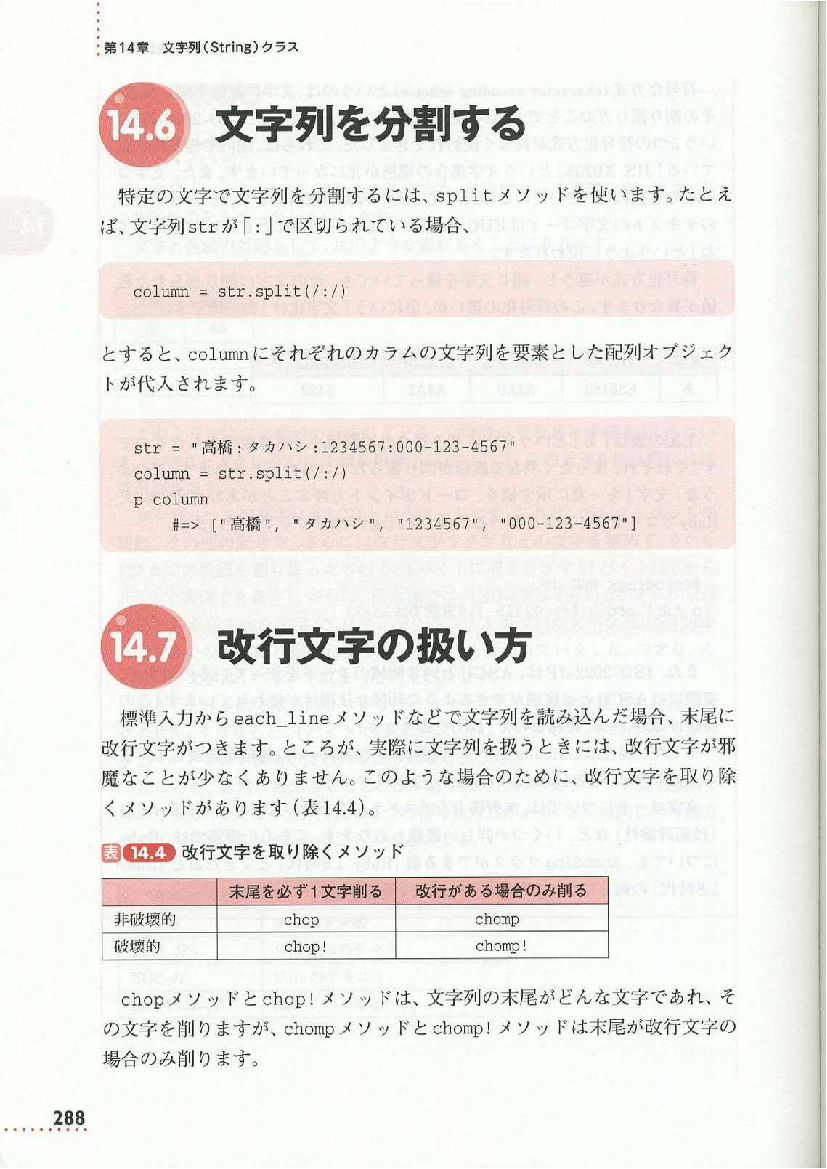 第14章 文字列(String)クラス
14.6 文字列を分割する
特定の文字で文字列を分割するには、splitメソッドを使います。たとえ
ば、文字列strが「:」で区切られている場合、
column = str.split(/:/)
とすると、columnにそれぞれのカラムの文字列を要素とした配列オブジェク
トが代入されます。
str = "高橋:タカハシ:1234567:000-123-4567"
column = str.split(/:/)
p column
#=> ["高橋", "タカハシ", "1234567", "000-123-4567"]
14.7 改行文字の扱い方
標準入力からeach_lineメソッドなどで文字列を読み込んだ場合、末尾に
改行文字がつきます。ところが、実際に文字列を扱うときには、改行文字が邪
魔なことが少なくありません。このような場合のために、改行文字を取り除
くメソッドがあります(表14.4)。
表 14.4 改行文字を取り除くメソッド
末尾を必ず1文字削る 改行がある場合のみ削る
非破壊的 chop chomp
破壊的 chop! chomp!
chopメソッドとchop!メソッドは、文字列の末尾がどんな文字であれ、そ
の文字を削りますが、chompメソッドとchomp!メソッドは末尾が改行文字の
場合のみ削ります。
288